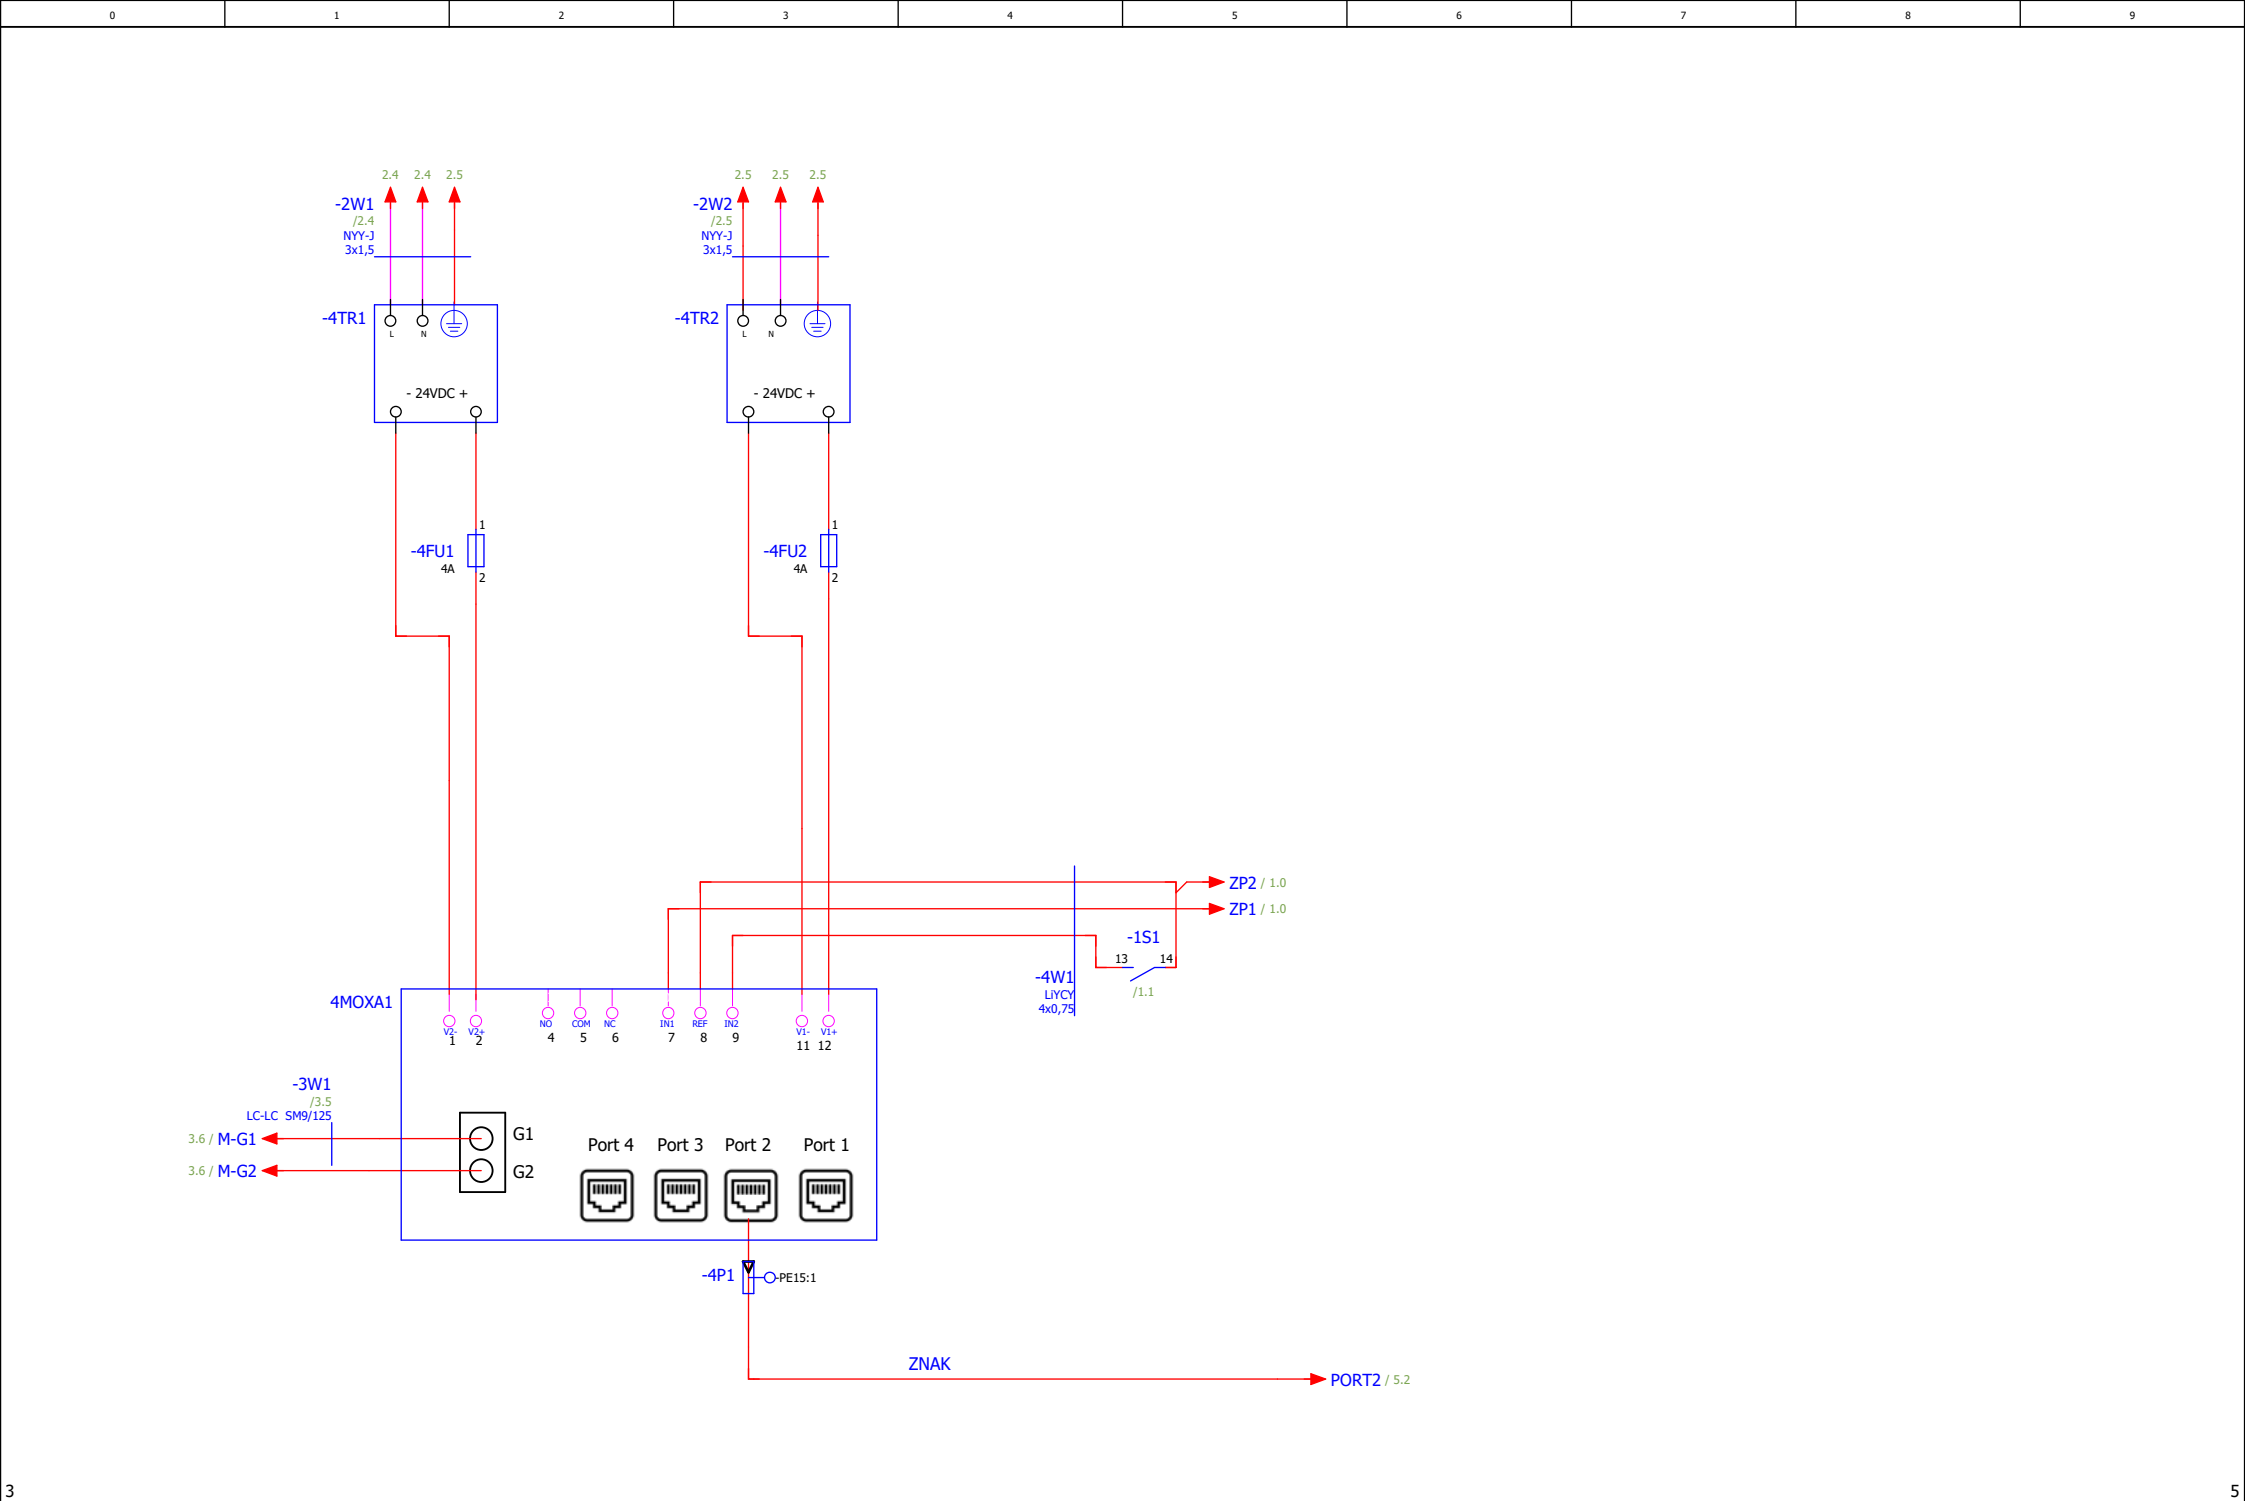 0 1 2 3 4 5 6 7 8 9
2.4 2.4 2.5
2.5 2.5 2.5
-2W1
/2.4
NYY-J
3x1,5
-2W2
/2.5
NYY-J
3x1,5
-4TR1
L N
- 24VDC +
-4TR2
L N
- 24VDC +
1
-4FU1
4A
2
1
-4FU2
4A
2
ZP2 / 1.0
ZP1 / 1.0
-1S1
13 14
/1.1
-4W1
LiYCY
4x0,75
4MOXA1
V2- V2+ NO COM NC IN1 REF IN2 V1- V1+
1 2 4 5 6 7 8 9 11 12
-3W1
/3.5
LC-LC SM9/125
3.6 / M-G1
3.6 / M-G2
G1
G2
Port 4 Port 3 Port 2 Port 1
-4P1
-PE15:1
ZNAK
PORT2 / 5.2
3
5